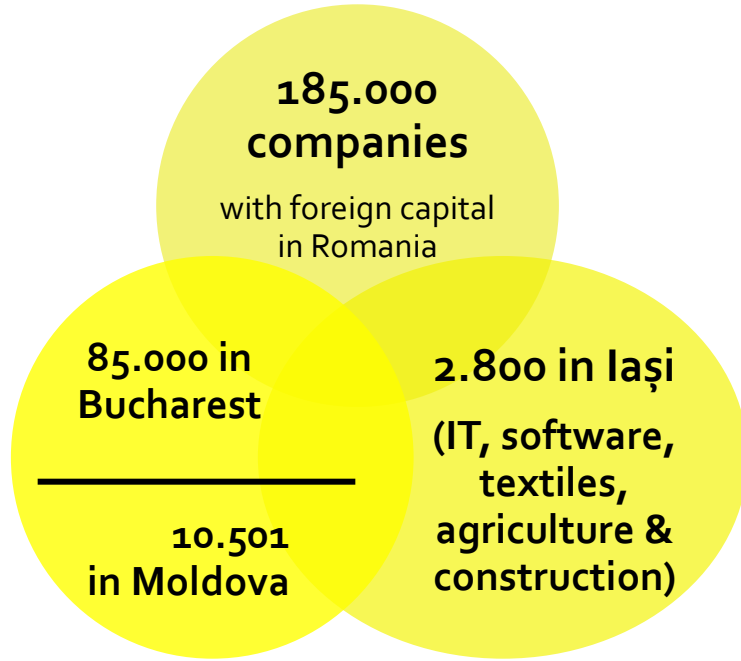 185.000
companies
with foreign capital
in Romania
85.000 in
Bucharest
10.501
in Moldova
2.800 in Iași
(IT, software,
textiles,
agriculture &
construction)